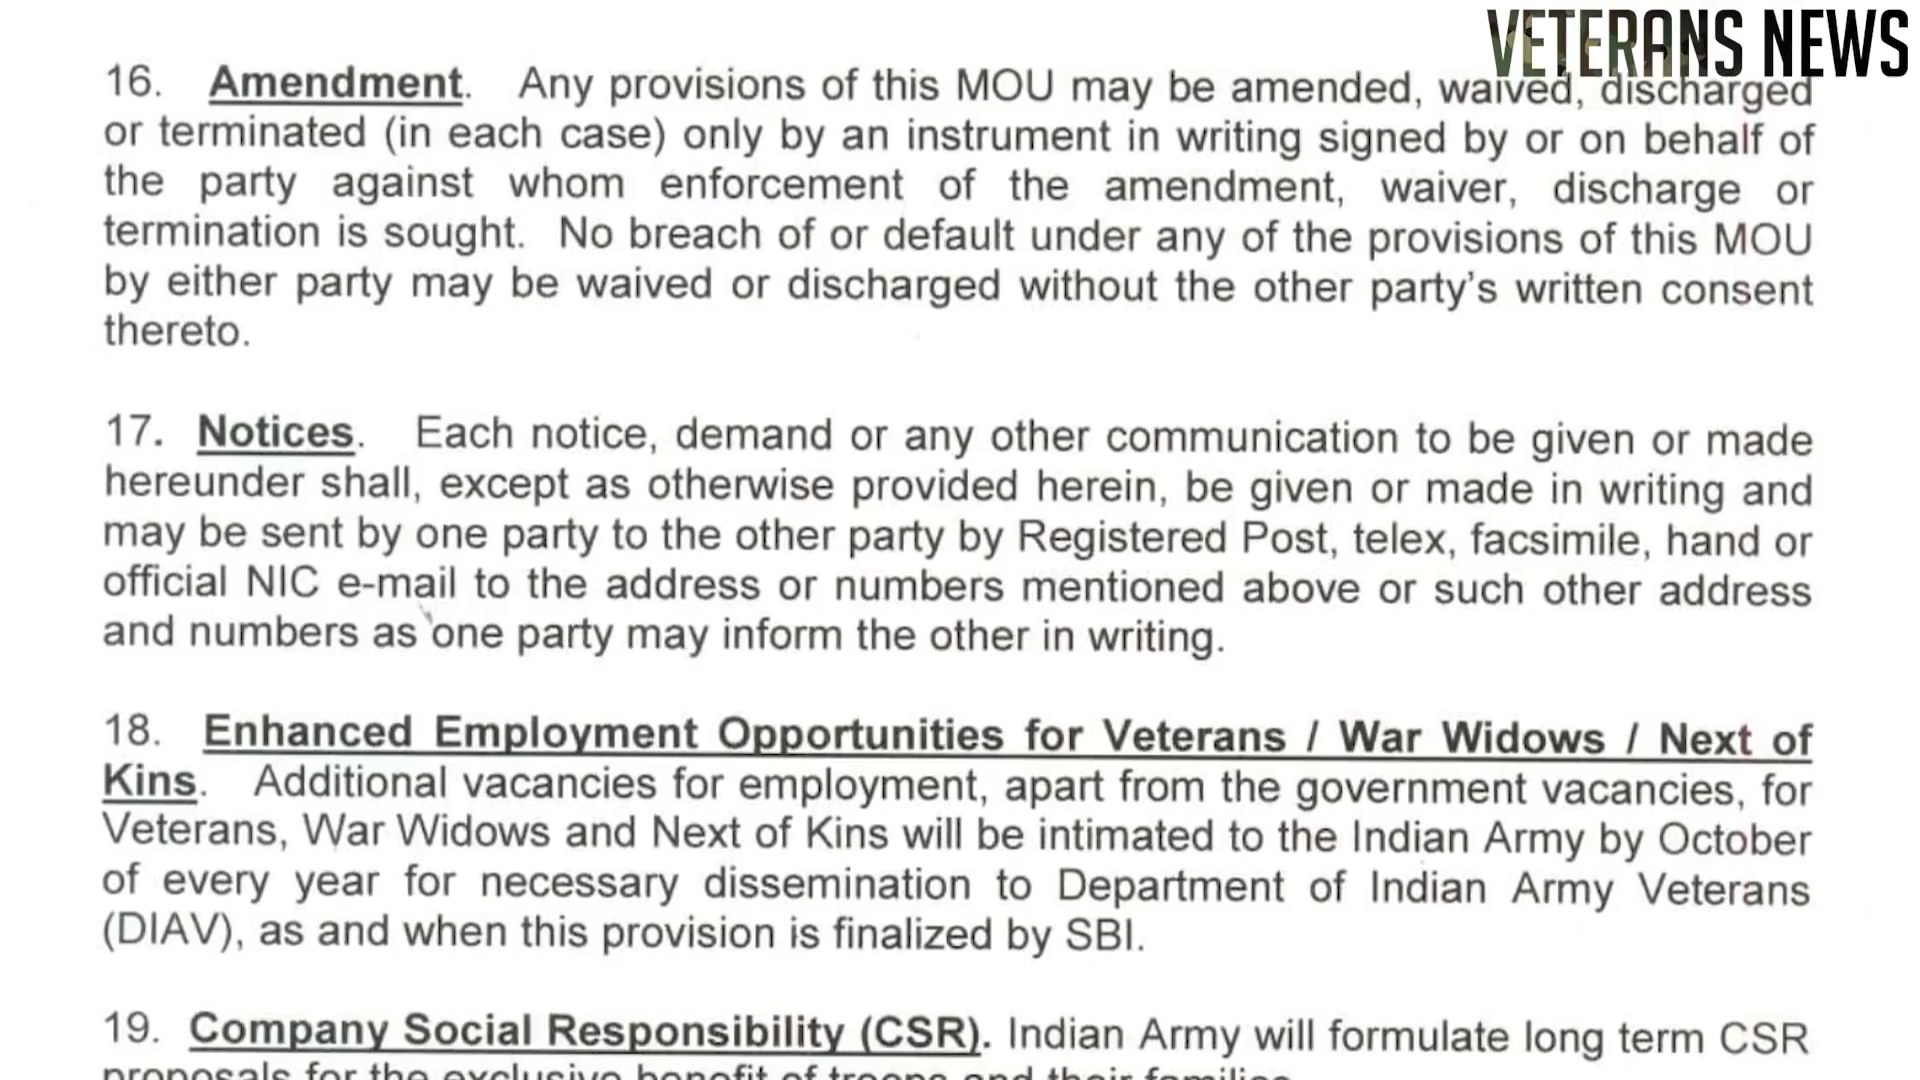 VETERANS NEWS
16. Amendment. Any provisions of this MOU may be amended, waived, discharged
or terminated (in each case) only by an instrument in writing signed by or on behalf of
the party against whom enforcement of the amendment, waiver, discharge or
termination is sought. No breach of or default under any of the provisions of this MOU
by either party may be waived or discharged without the other party's written consent
thereto.
17. Notices. Each notice, demand or any other communication to be given or made
hereunder shall, except as otherwise provided herein, be given or made in writing and
may be sent by one party to the other party by Registered Post, telex, facsimile, hand or
official NIC e-mail to the address or numbers mentioned above or such other address
and numbers as one party may inform the other in writing.
18. Enhanced Employment Opportunities for Veterans / War Widows / Next of
Kins. Additional vacancies for employment, apart from the government vacancies, for
Veterans, War Widows and Next of Kins will be intimated to the Indian Army by October
of every year for necessary dissemination to Department of Indian Army Veterans
(DIAV), as and when this provision is finalized by SBI.
19. Company Social Responsibility (CSR). Indian Army will formulate long term CSR
proposals for the exclusive benefit of troops and their families.